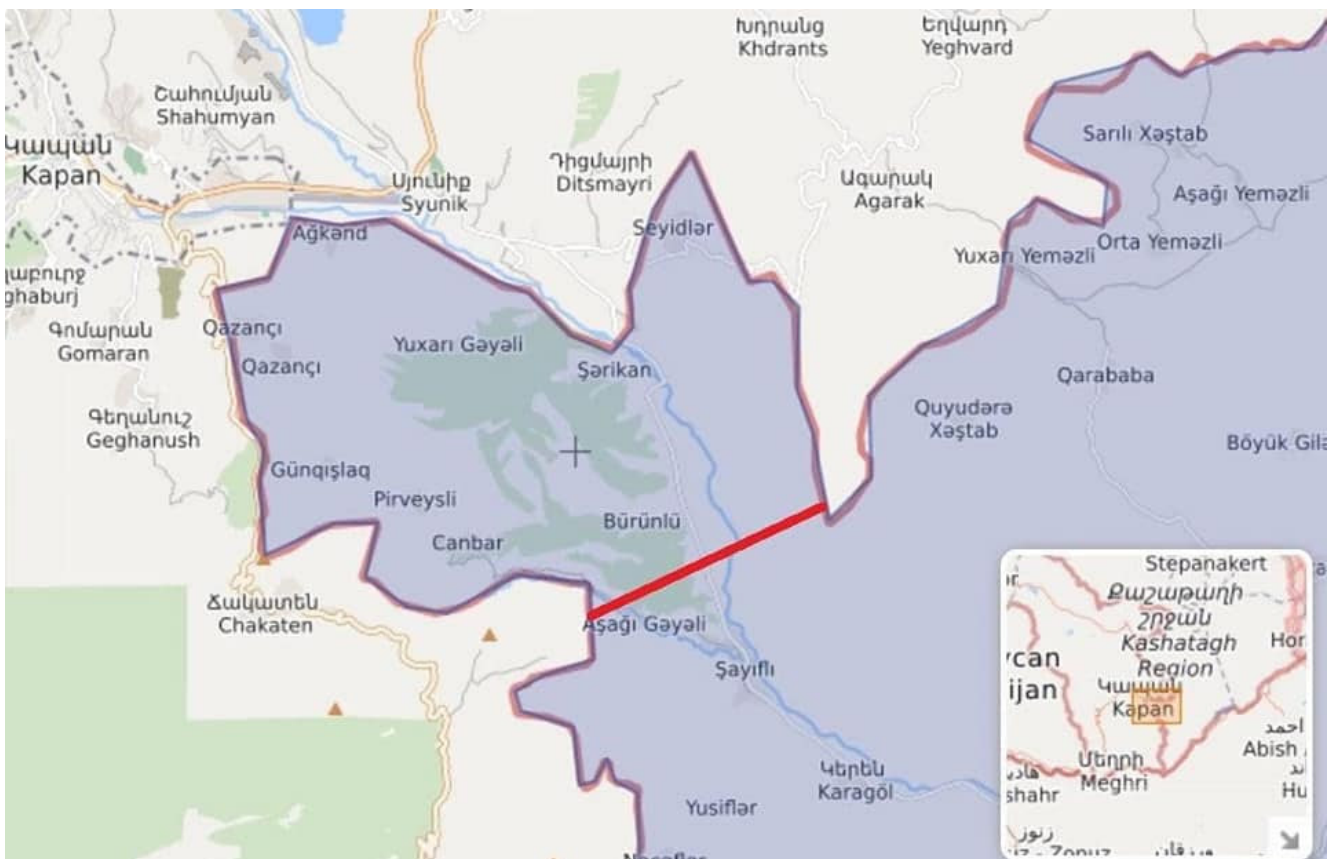 Խդրանց
Khdrants
Եղվարդ
Yeghvard
Շահումյան
Shahumyan
Sarılı Xəştab
Կապան
Kapan
Դիցմայրի
Ditsmayri
Սյունիք
Syunik
Ագարակ
Agarak
Aşağı Yeməzli
Ağkənd
Seyidlər
Orta Yeməzli
Yuxarı Yeməzli
Qazançı
Գոմարան
Gomaran
Yuxarı Gəyəli
Qazançı
Şərikan
Qarababa
Գեղանուշ
Geghanush
Quyudərə
Xəştab
Böyük
Günqışlaq
Pirveysli
Bürünlü
Canbar
Ճակատեն
Chakaten
Aşağı Gəyəli
Şayıflı
Կերեն
Karagöl
Yusiflər
Stepanakert
Քաշաթաղի
շրջան
Kashatagh
Region
Կապան
Kapan
Մեղրի
Meghri
احمد
Abish